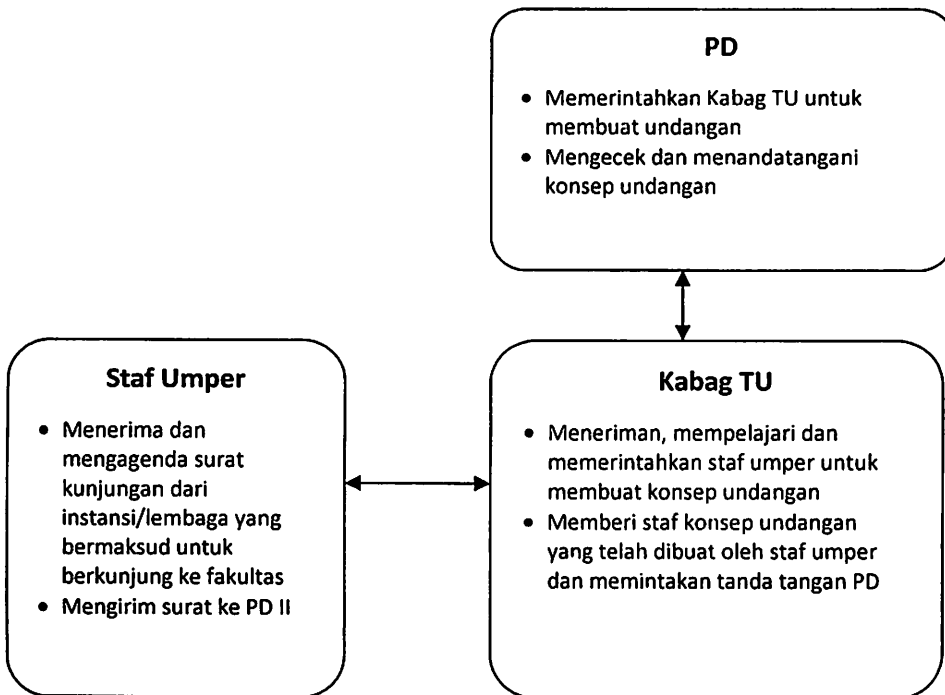 PD
• Memerintahkan Kabag TU untuk
membuat undangan
• Mengecek dan menandatangani
konsep undangan
Staf Umper
• Menerima dan
mengagenda surat
kunjungan dari
instansi/lembaga yang
bermaksud untuk
berkunjung ke fakultas
• Mengirim surat ke PD II
Kabag TU
• Meneriman, mempelajari dan
memerintahkan staf umper untuk
membuat konsep undangan
• Memberi staf konsep undangan
yang telah dibuat oleh staf umper
dan memintakan tanda tangan PD